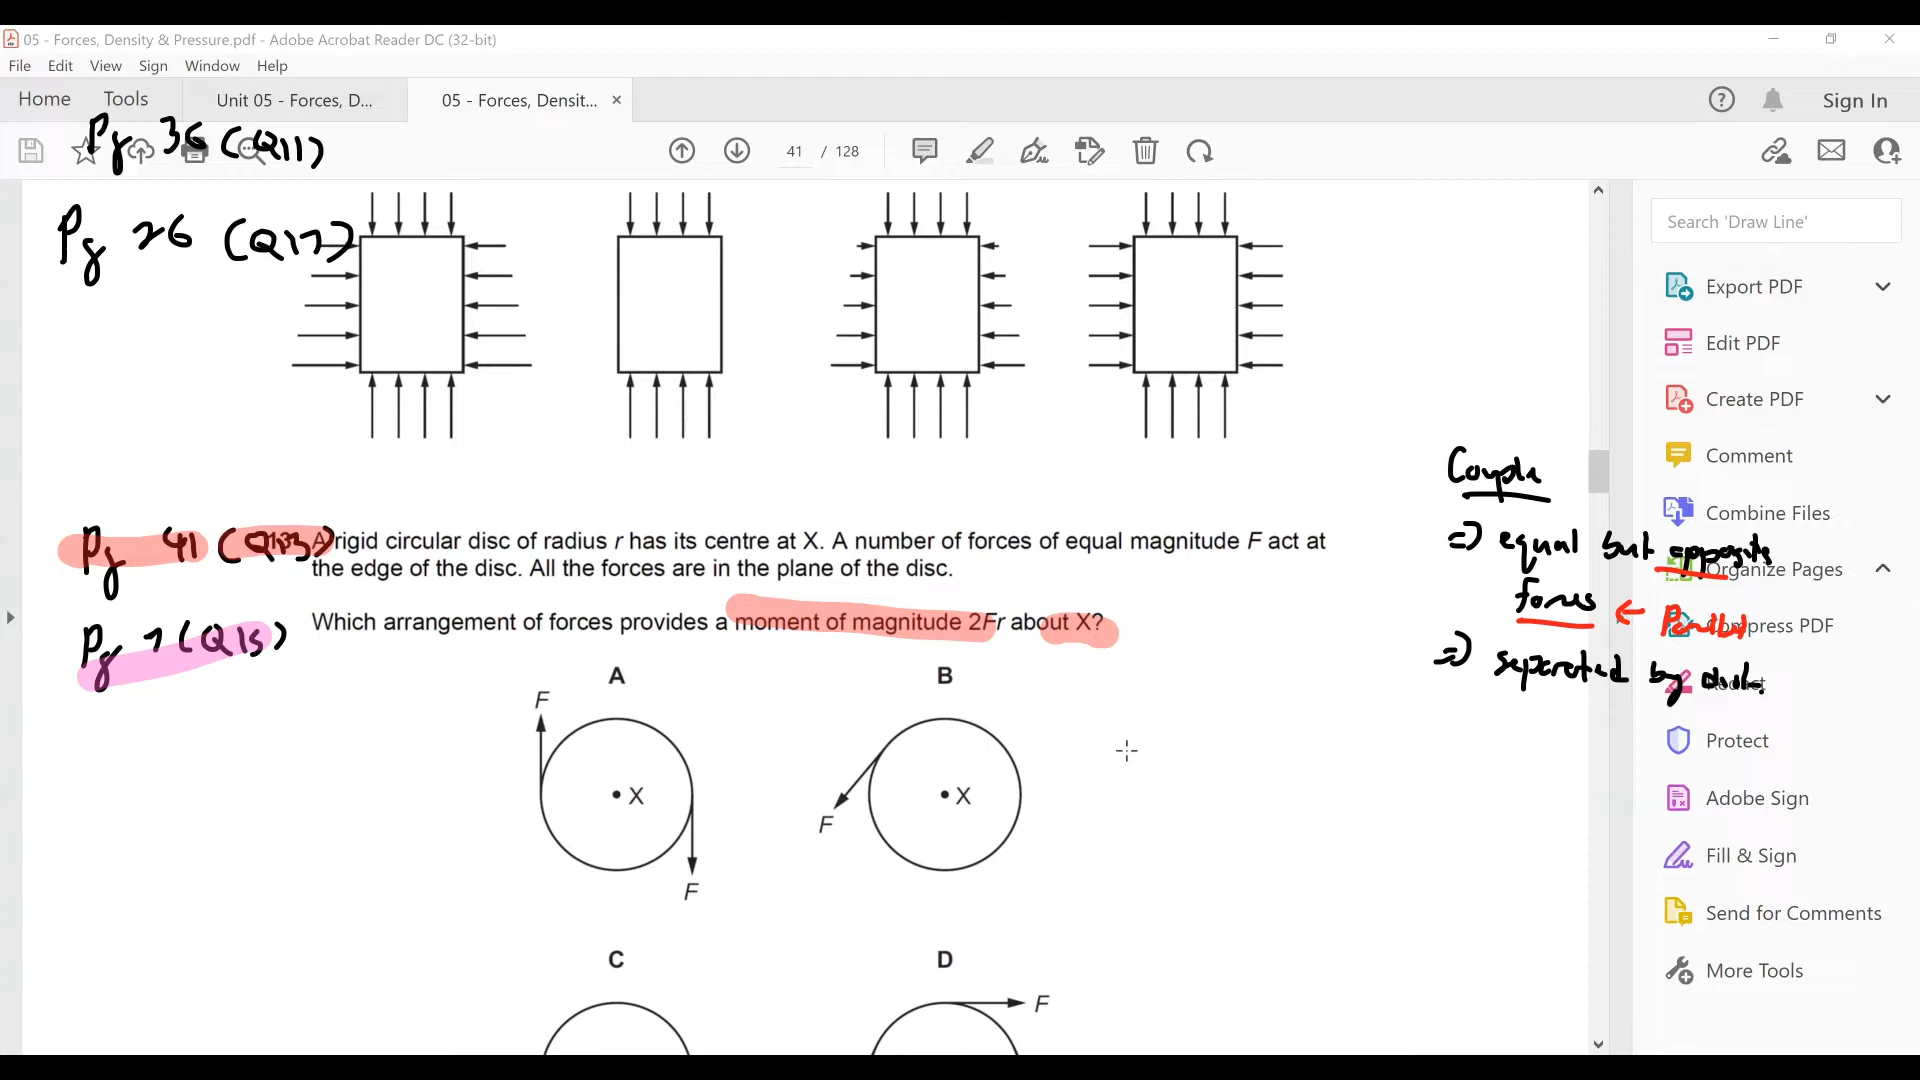 05 - Forces, Density & Pressure.pdf - Adobe Acrobat Reader DC (32-bit)
File Edit View Sign Window Help
Home Tools Unit 05 - Forces, D... 05 - Forces, Densit... × Sign In
41 / 128
Pg 36 (Q11)
Pg 26 (Q17)
Search 'Draw Line'
Export PDF
Edit PDF
Create PDF
Comment
Combine Files
Organize Pages
Compress PDF
Protect
Adobe Sign
Fill & Sign
Send for Comments
More Tools
Couple
=) equal but opposite
forces ←
=) separated by
Pg 41
A rigid circular disc of radius r has its centre at X. A number of forces of equal magnitude F act at
the edge of the disc. All the forces are in the plane of the disc.
Pg 7 (Q15)
Which arrangement of forces provides a moment of magnitude 2Fr about X?
A B
F
X X
F
F
C D
F